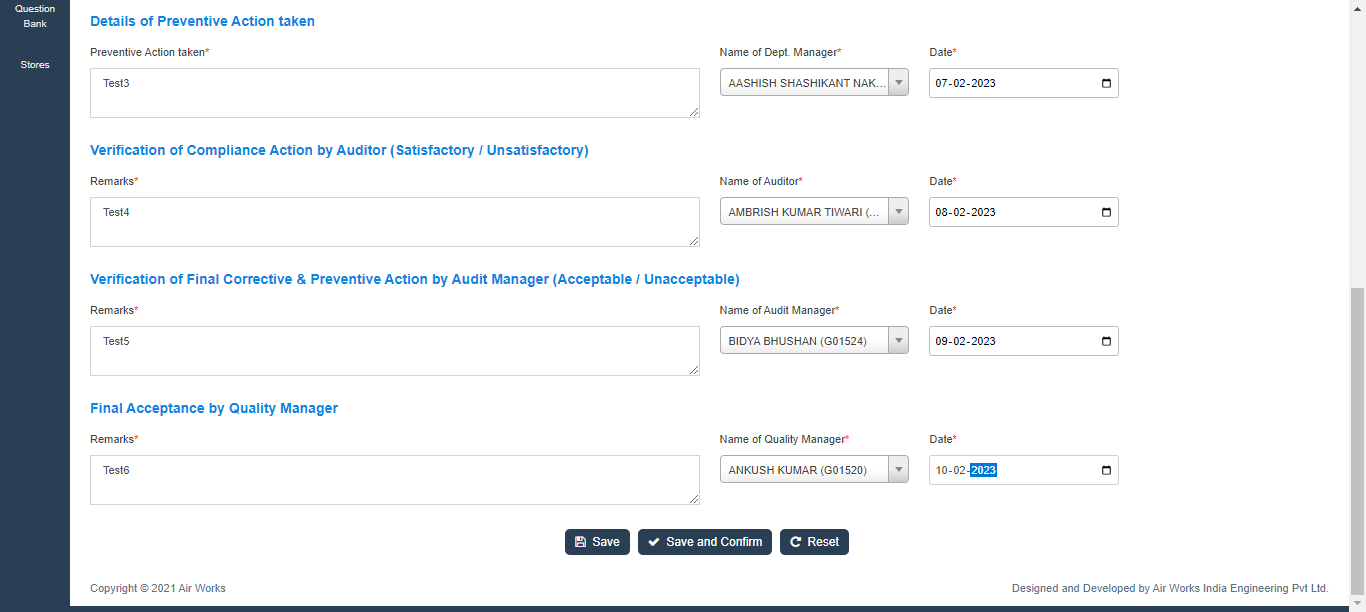 Question
Bank
Stores
Details of Preventive Action taken
Preventive Action taken* Name of Dept. Manager* Date*
Test3 AASHISH SHASHIKANT NAK... 07-02-2023
Verification of Compliance Action by Auditor (Satisfactory / Unsatisfactory)
Remarks* Name of Auditor* Date*
Test4 AMBRISH KUMAR TIWARI (... 08-02-2023
Verification of Final Corrective & Preventive Action by Audit Manager (Acceptable / Unacceptable)
Remarks* Name of Audit Manager* Date*
Test5 BIDYA BHUSHAN (G01524) 09-02-2023
Final Acceptance by Quality Manager
Remarks* Name of Quality Manager* Date*
Test6 ANKUSH KUMAR (G01520) 10-02-2023
Save Save and Confirm Reset
Copyright © 2021 Air Works Designed and Developed by Air Works India Engineering Pvt Ltd.